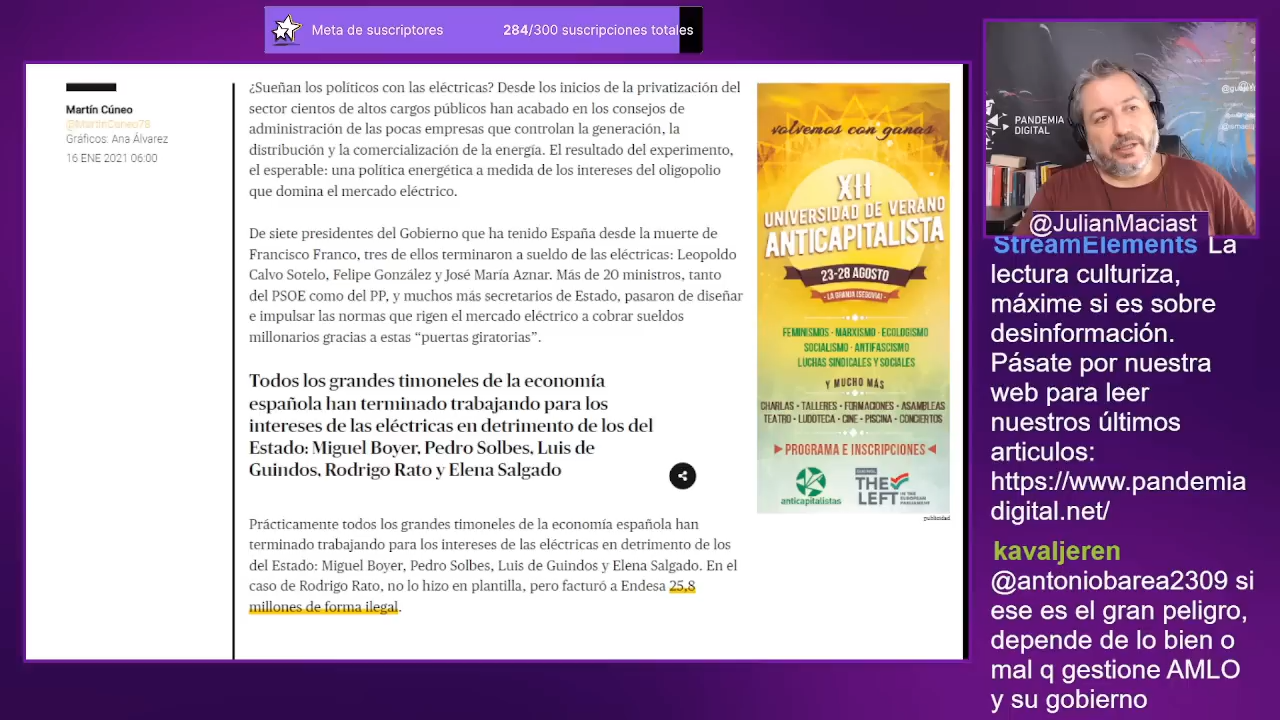 Meta de suscriptores
284/300 suscripciones totales
Martín Cúneo
@MartinCuneo78
Gráficos: Ana Álvarez
16 ENE 2021 06:00
¿Sueñan los políticos con las eléctricas? Desde los inicios de la privatización del
sector cientos de altos cargos públicos han acabado en los consejos de
administración de las pocas empresas que controlan la generación, la
distribución y la comercialización de la energía. El resultado del experimento,
el esperable: una política energética a medida de los intereses del oligopolio
que domina el mercado eléctrico.
De siete presidentes del Gobierno que ha tenido España desde la muerte de
Francisco Franco, tres de ellos terminaron a sueldo de las eléctricas: Leopoldo
Calvo Sotelo, Felipe González y José María Aznar. Más de 20 ministros, tanto
del PSOE como del PP, y muchos más secretarios de Estado, pasaron de diseñar
e impulsar las normas que rigen el mercado eléctrico a cobrar sueldos
millonarios gracias a estas “puertas giratorias”.
Todos los grandes timoneles de la economía
española han terminado trabajando para los
intereses de las eléctricas en detrimento de los del
Estado: Miguel Boyer, Pedro Solbes, Luis de
Guindos, Rodrigo Rato y Elena Salgado
Prácticamente todos los grandes timoneles de la economía española han
terminado trabajando para los intereses de las eléctricas en detrimento de los
del Estado: Miguel Boyer, Pedro Solbes, Luis de Guindos y Elena Salgado. En el
caso de Rodrigo Rato, no lo hizo en plantilla, pero facturó a Endesa 25,8
millones de forma ilegal.
volvemos con ganas
XII
UNIVERSIDAD DE VERANO
ANTICAPITALISTA
23-28 AGOSTO
- LA GRANJA (SEGOVIA) -
FEMINISMOS · MARXISMO · ECOLOGISMO
SOCIALISMO · ANTIFASCISMO
LUCHAS SINDICALES Y SOCIALES
Y MUCHO MÁS
CHARLAS · TALLERES · FORMACIONES · ASAMBLEAS
TEATRO · LUDOTECA · CINE · PISCINA · CONCIERTOS
PROGRAMA E INSCRIPCIONES
anticapitalistas
THE
LEFT
IN THE
EUROPEAN
PARLIAMENT
publicidad
PANDEMIA
DIGITAL
@JulianMaciast
StreamElements La
lectura culturiza,
máxime si es sobre
desinformación.
Pásate por nuestra
web para leer
nuestros últimos
articulos:
https://www.pandemia
digital.net/
kavaljeren
@antoniobarea2309 si
ese es el gran peligro,
depende de lo bien o
mal q gestione AMLO
y su gobierno